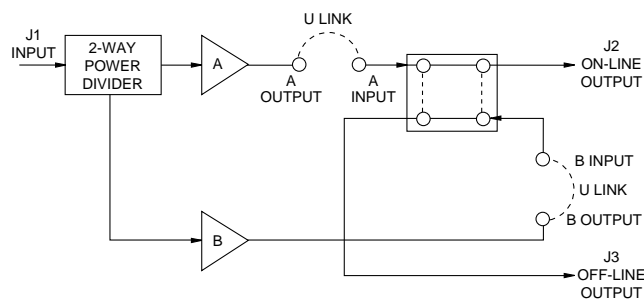 U LINK
J1
INPUT
2-WAY
POWER
DIVIDER
A
A
OUTPUT
A
INPUT
J2
ON-LINE
OUTPUT
B INPUT
U LINK
B OUTPUT
B
J3
OFF-LINE
OUTPUT